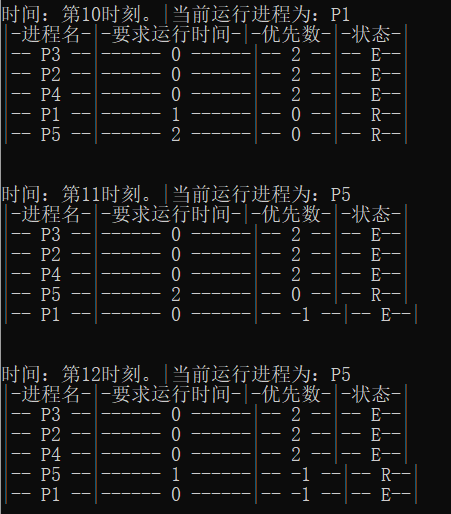 时间：第10时刻。|当前运行进程为：P1
|-进程名-|-要求运行时间-|-优先数-|-状态-|
|-- P3 --|------ 0 ------|-- 2 --|-- E--|
|-- P2 --|------ 0 ------|-- 2 --|-- E--|
|-- P4 --|------ 0 ------|-- 2 --|-- E--|
|-- P1 --|------ 1 ------|-- 0 --|-- R--|
|-- P5 --|------ 2 ------|-- 0 --|-- R--|
时间：第11时刻。|当前运行进程为：P5
|-进程名-|-要求运行时间-|-优先数-|-状态-|
|-- P3 --|------ 0 ------|-- 2 --|-- E--|
|-- P2 --|------ 0 ------|-- 2 --|-- E--|
|-- P4 --|------ 0 ------|-- 2 --|-- E--|
|-- P5 --|------ 2 ------|-- 0 --|-- R--|
|-- P1 --|------ 0 ------|-- -1 --|-- E--|
时间：第12时刻。|当前运行进程为：P5
|-进程名-|-要求运行时间-|-优先数-|-状态-|
|-- P3 --|------ 0 ------|-- 2 --|-- E--|
|-- P2 --|------ 0 ------|-- 2 --|-- E--|
|-- P4 --|------ 0 ------|-- 2 --|-- E--|
|-- P5 --|------ 1 ------|-- -1 --|-- R--|
|-- P1 --|------ 0 ------|-- -1 --|-- E--|